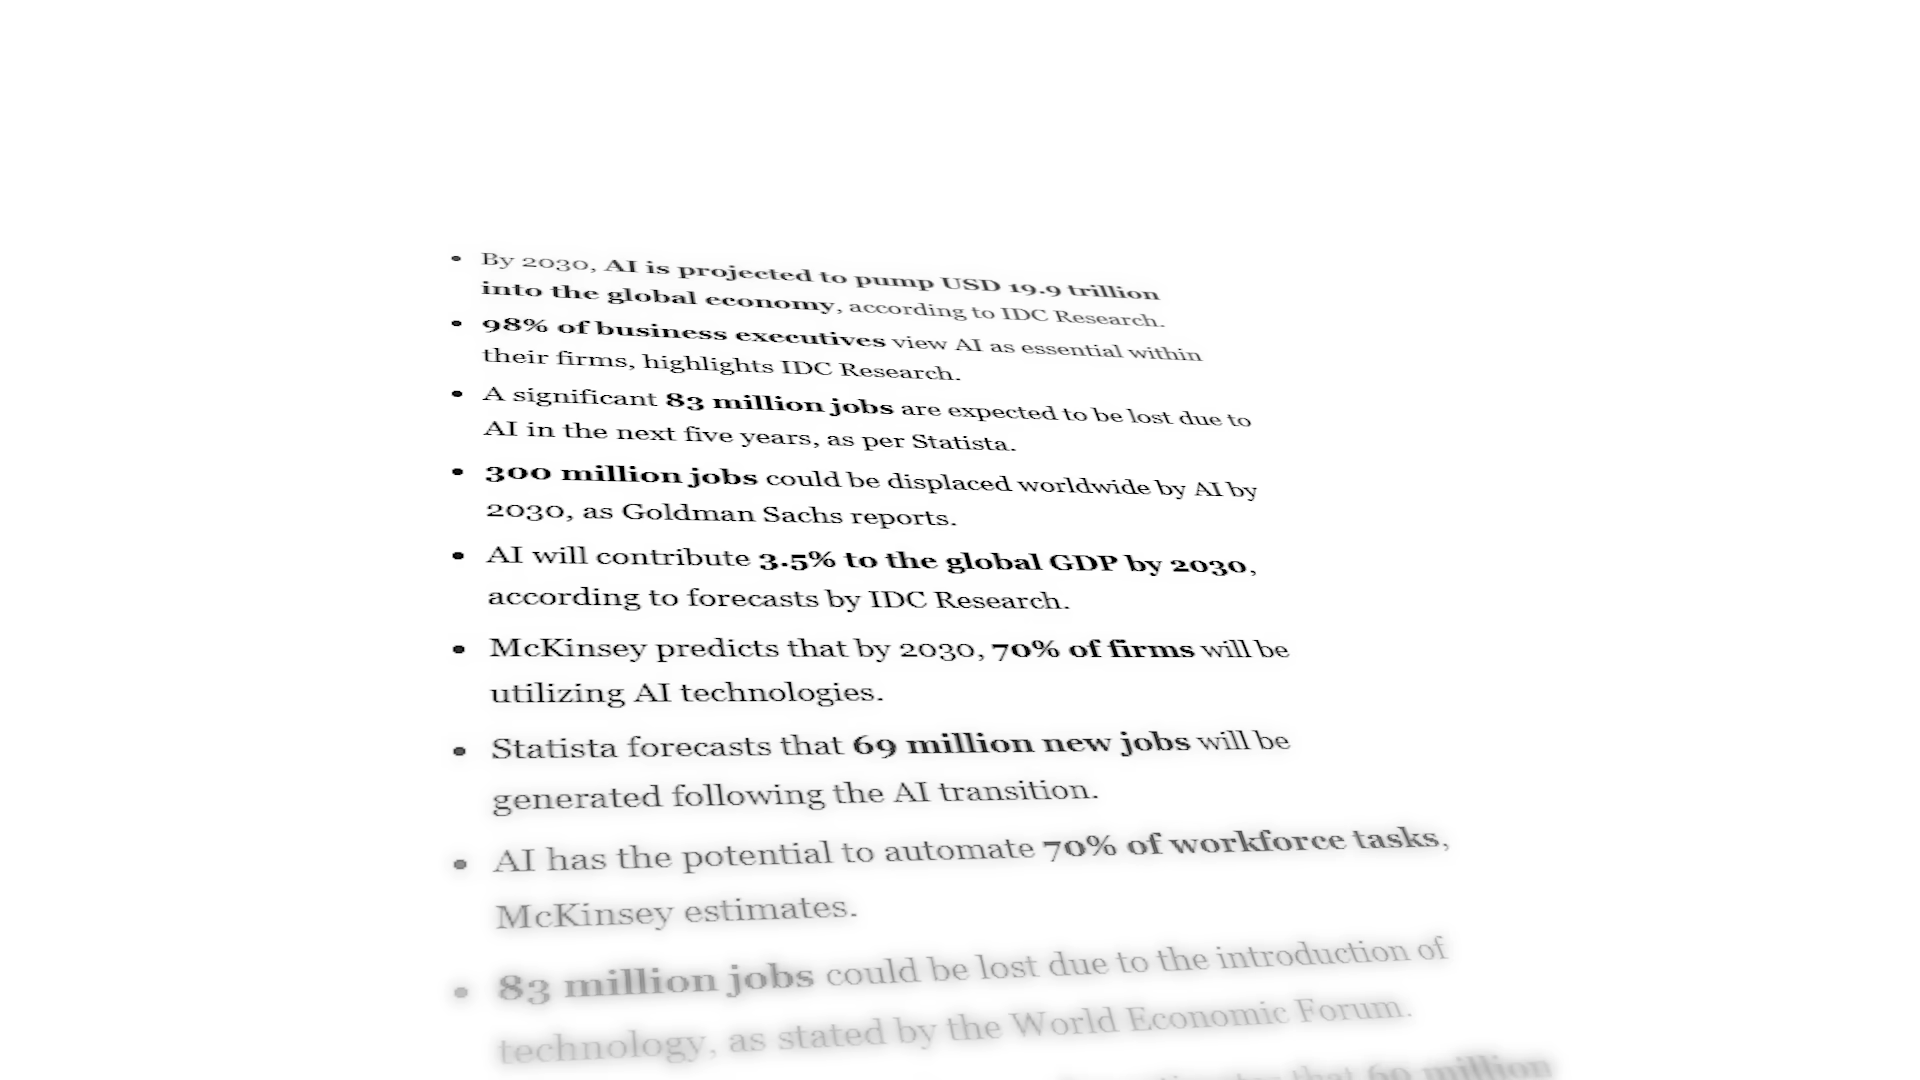 • By 2030, AI is projected to pump USD 19.9 trillion
into the global economy, according to IDC Research.
• 98% of business executives view AI as essential within
their firms, highlights IDC Research.
• A significant 83 million jobs are expected to be lost due to
AI in the next five years, as per Statista.
• 300 million jobs could be displaced worldwide by AI by
2030, as Goldman Sachs reports.
• AI will contribute 3.5% to the global GDP by 2030,
according to forecasts by IDC Research.
• McKinsey predicts that by 2030, 70% of firms will be
utilizing AI technologies.
• Statista forecasts that 69 million new jobs will be
generated following the AI transition.
• AI has the potential to automate 70% of workforce tasks,
McKinsey estimates.
• 83 million jobs could be lost due to the introduction of
technology, as stated by the World Economic Forum.
that 69 million